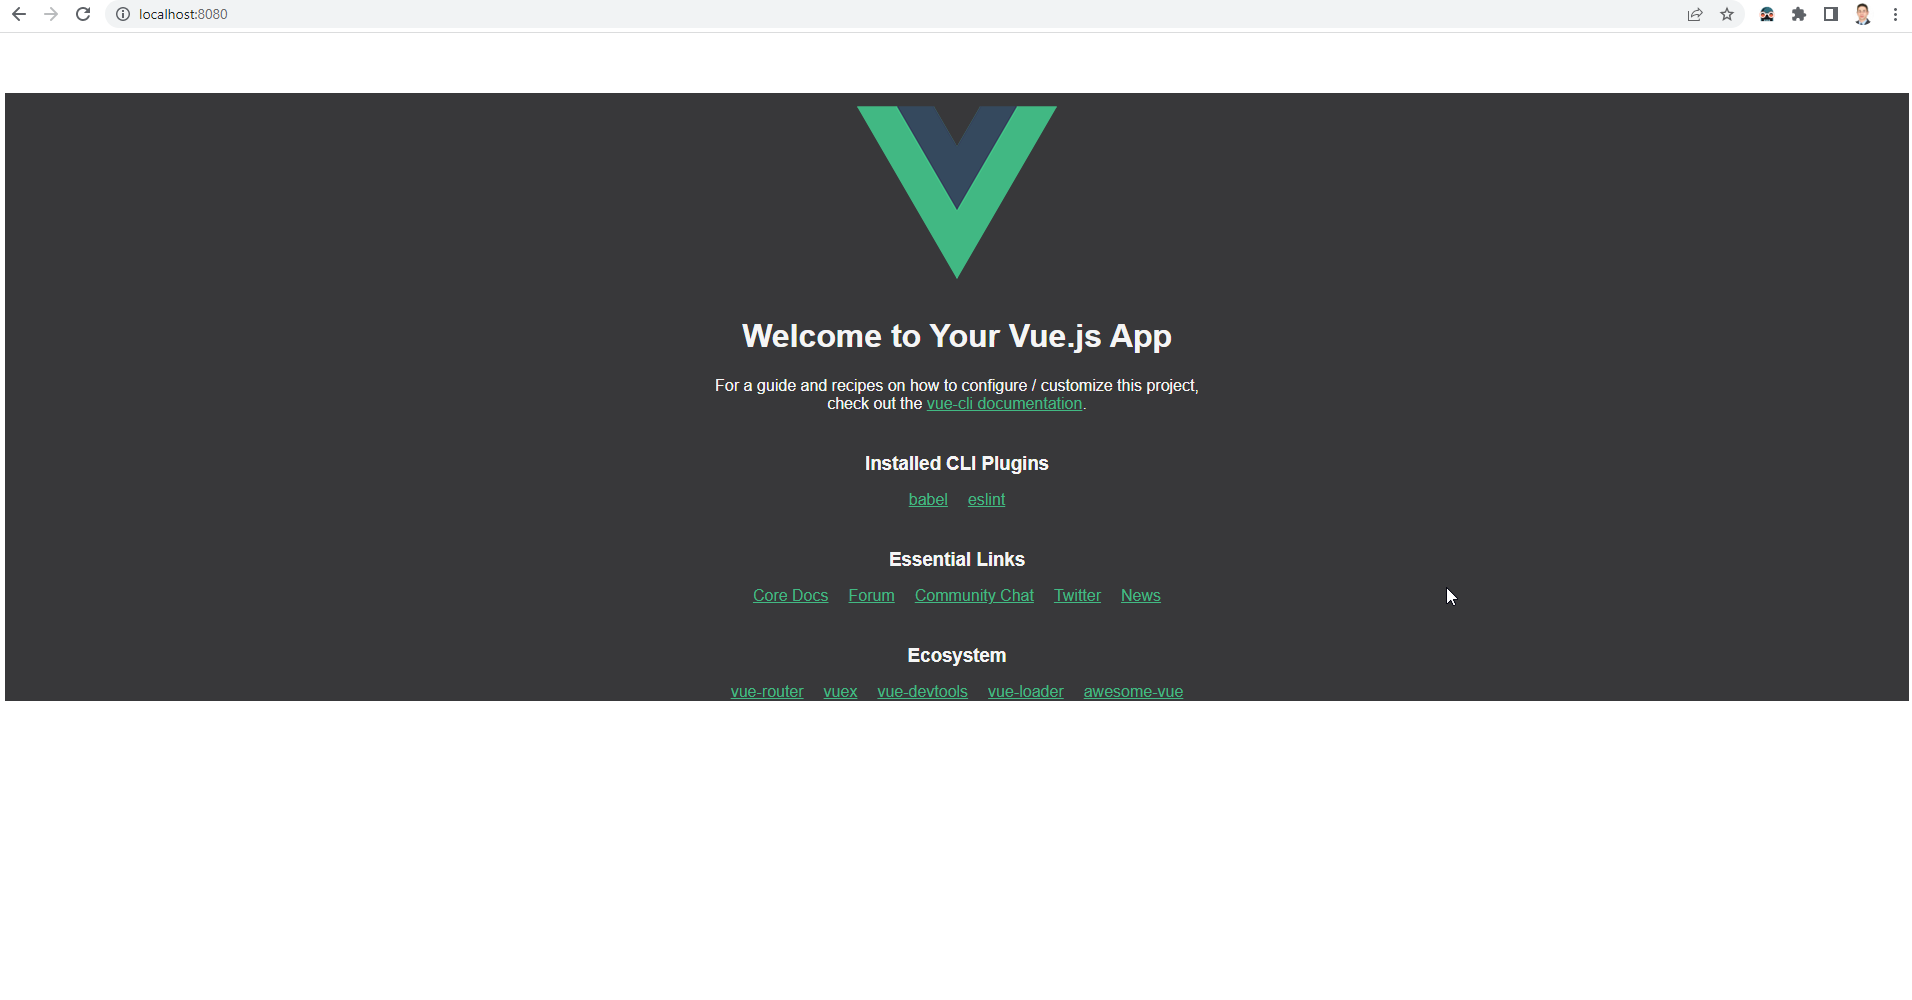 localhost:8080
Welcome to Your Vue.js App
For a guide and recipes on how to configure / customize this project,
check out the vue-cli documentation.
Installed CLI Plugins
babel eslint
Essential Links
Core Docs Forum Community Chat Twitter News
Ecosystem
vue-router vuex vue-devtools vue-loader awesome-vue